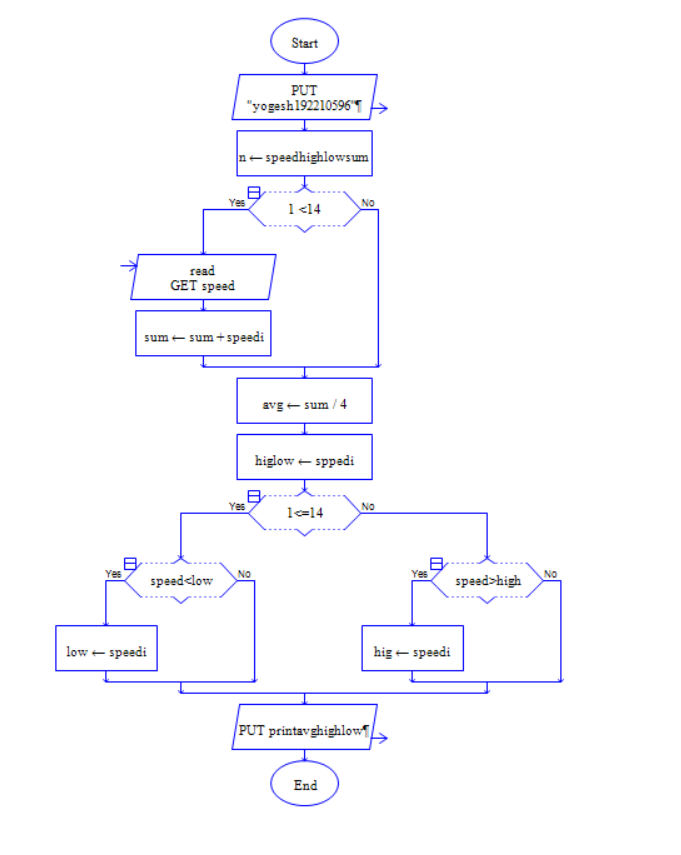 Start
PUT
"yogesh192210596"¶
n ← speedhighlowsum
Yes
1 <14
No
read
GET speed
sum ← sum + speedi
avg ← sum / 4
higlow ← sppedi
Yes
1<=14
No
Yes
speed<low
No
Yes
speed>high
No
low ← speedi
hig ← speedi
PUT printavghighlow¶
End